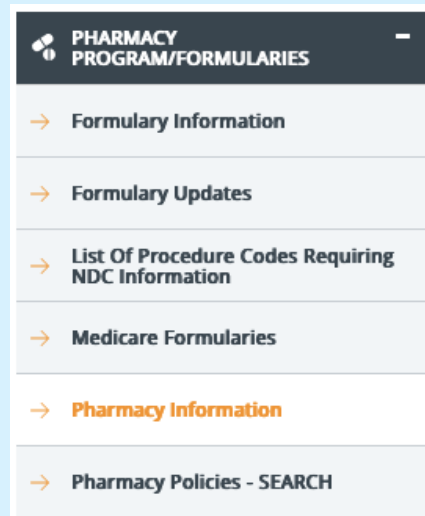 PHARMACY
PROGRAM/FORMULARIES
Formulary Information
Formulary Updates
List Of Procedure Codes Requiring
NDC Information
Medicare Formularies
Pharmacy Information
Pharmacy Policies - SEARCH